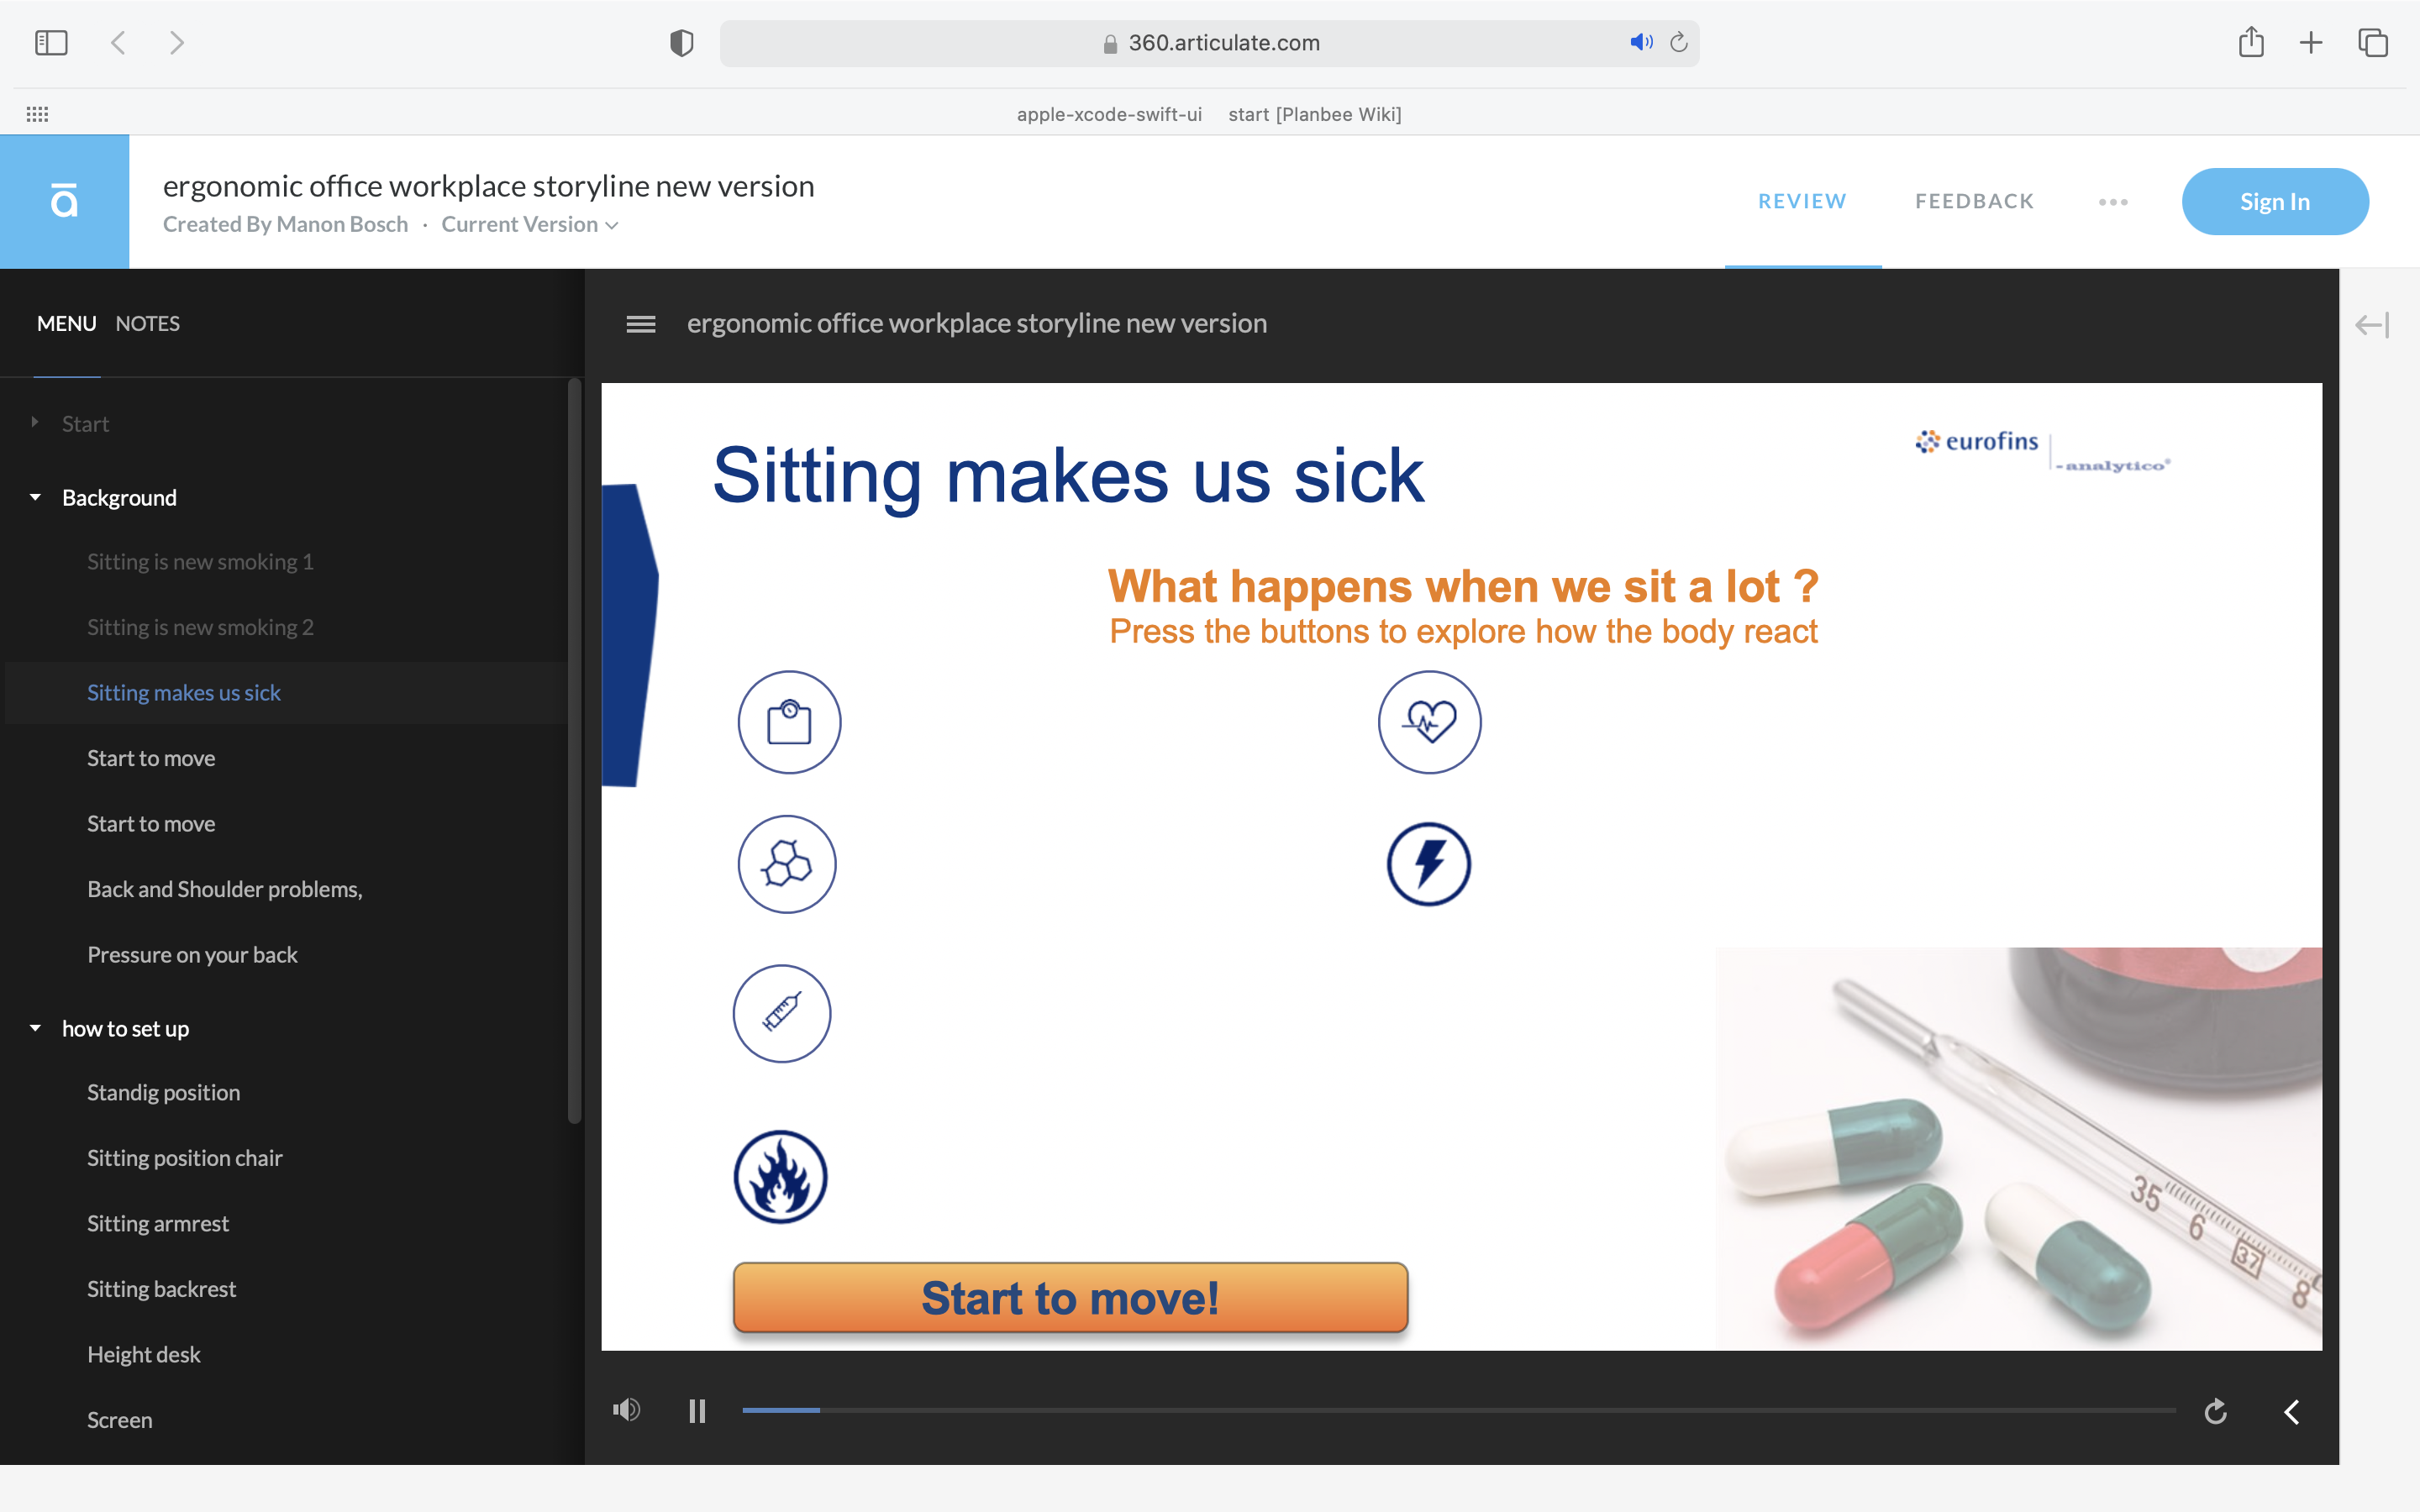 360.articulate.com
apple-xcode-swift-ui start [Planbee Wiki]
ā
ergonomic office workplace storyline new version
Created By Manon Bosch · Current Version
REVIEW FEEDBACK ••• Sign In
MENU NOTES
Start
Background
Sitting is new smoking 1
Sitting is new smoking 2
Sitting makes us sick
Start to move
Start to move
Back and Shoulder problems,
Pressure on your back
how to set up
Standig position
Sitting position chair
Sitting armrest
Sitting backrest
Height desk
Screen
ergonomic office workplace storyline new version
Sitting makes us sick
eurofins
-analytico®
What happens when we sit a lot ?
Press the buttons to explore how the body react
Start to move!
35 6 37 8